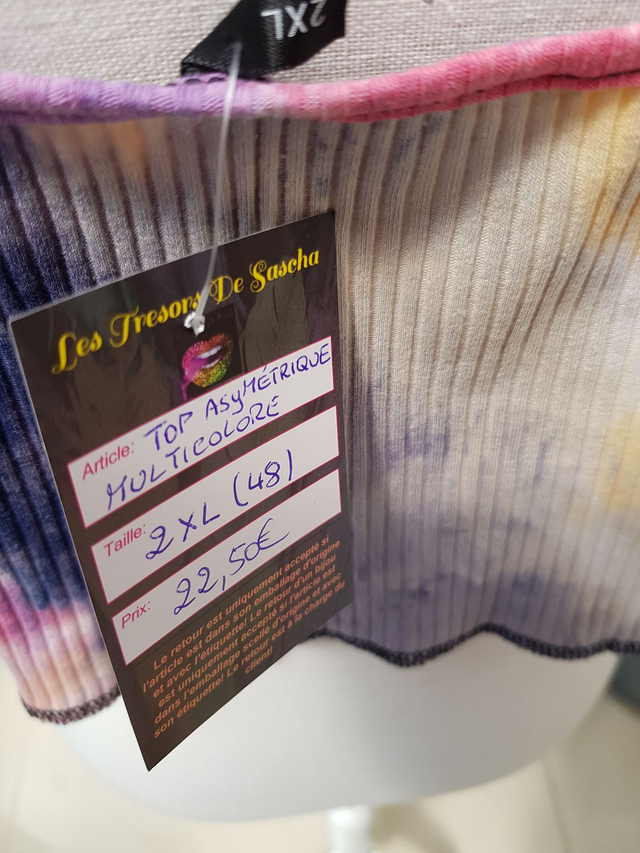 2XL
Les Tresors De Sascha
Article: TOP ASYMÉTRIQUE
MULTICOLORE
Taille: 2XL (48)
Prix: 22,50€
Le retour est uniquement accepté si
l'article est dans son emballage d'origine
et avec l'étiquette! Le retour d'un bijou
est uniquement accepté si l'article est
dans l'emballage scellé d'origine et avec
son étiquette! Le retour est à la charge du
client!